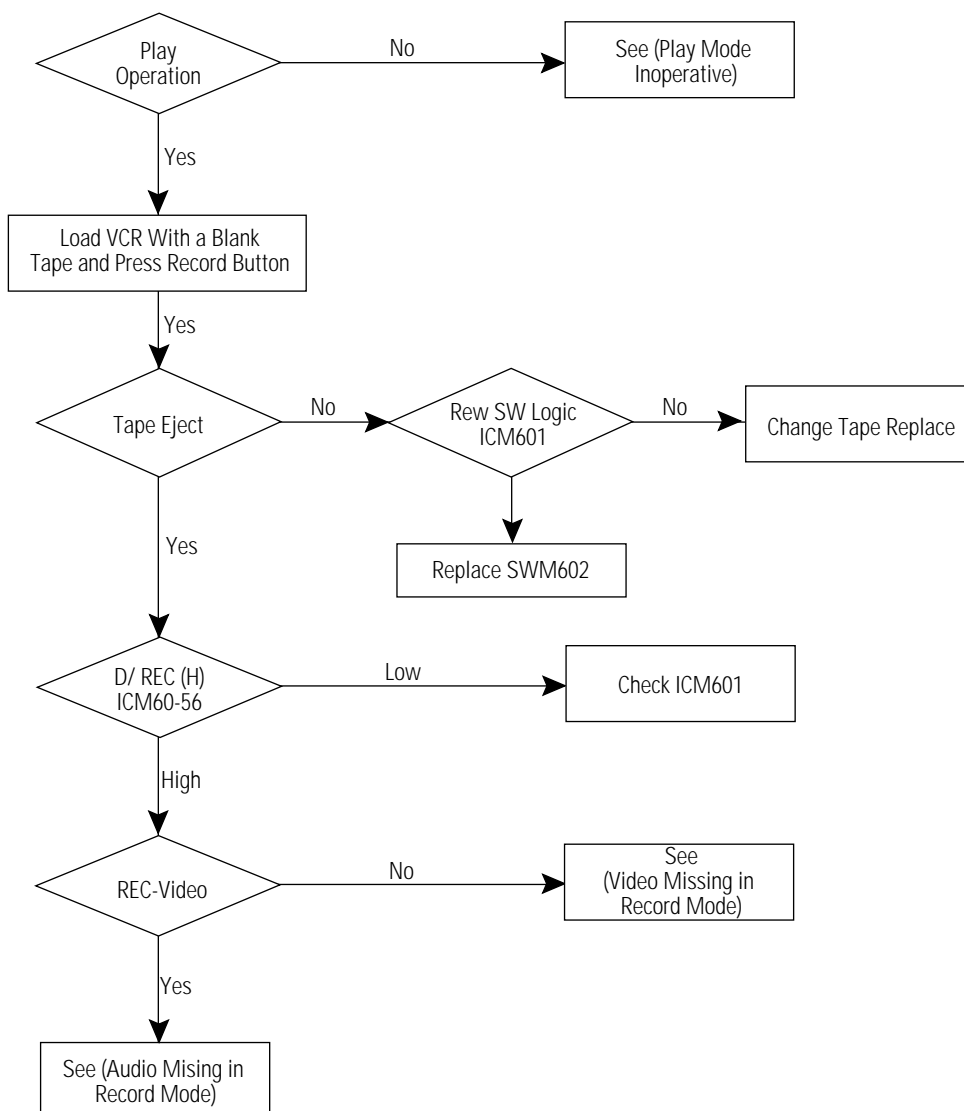 Play
Operation
No
See (Play Mode
Inoperative)
Yes
Load VCR With a Blank
Tape and Press Record Button
Yes
Tape Eject
No
Rew SW Logic
ICM601
No
Change Tape Replace
Replace SWM602
Yes
D/ REC (H)
ICM60-56
Low
Check ICM601
High
REC-Video
No
See
(Video Missing in
Record Mode)
Yes
See (Audio Mising in
Record Mode)